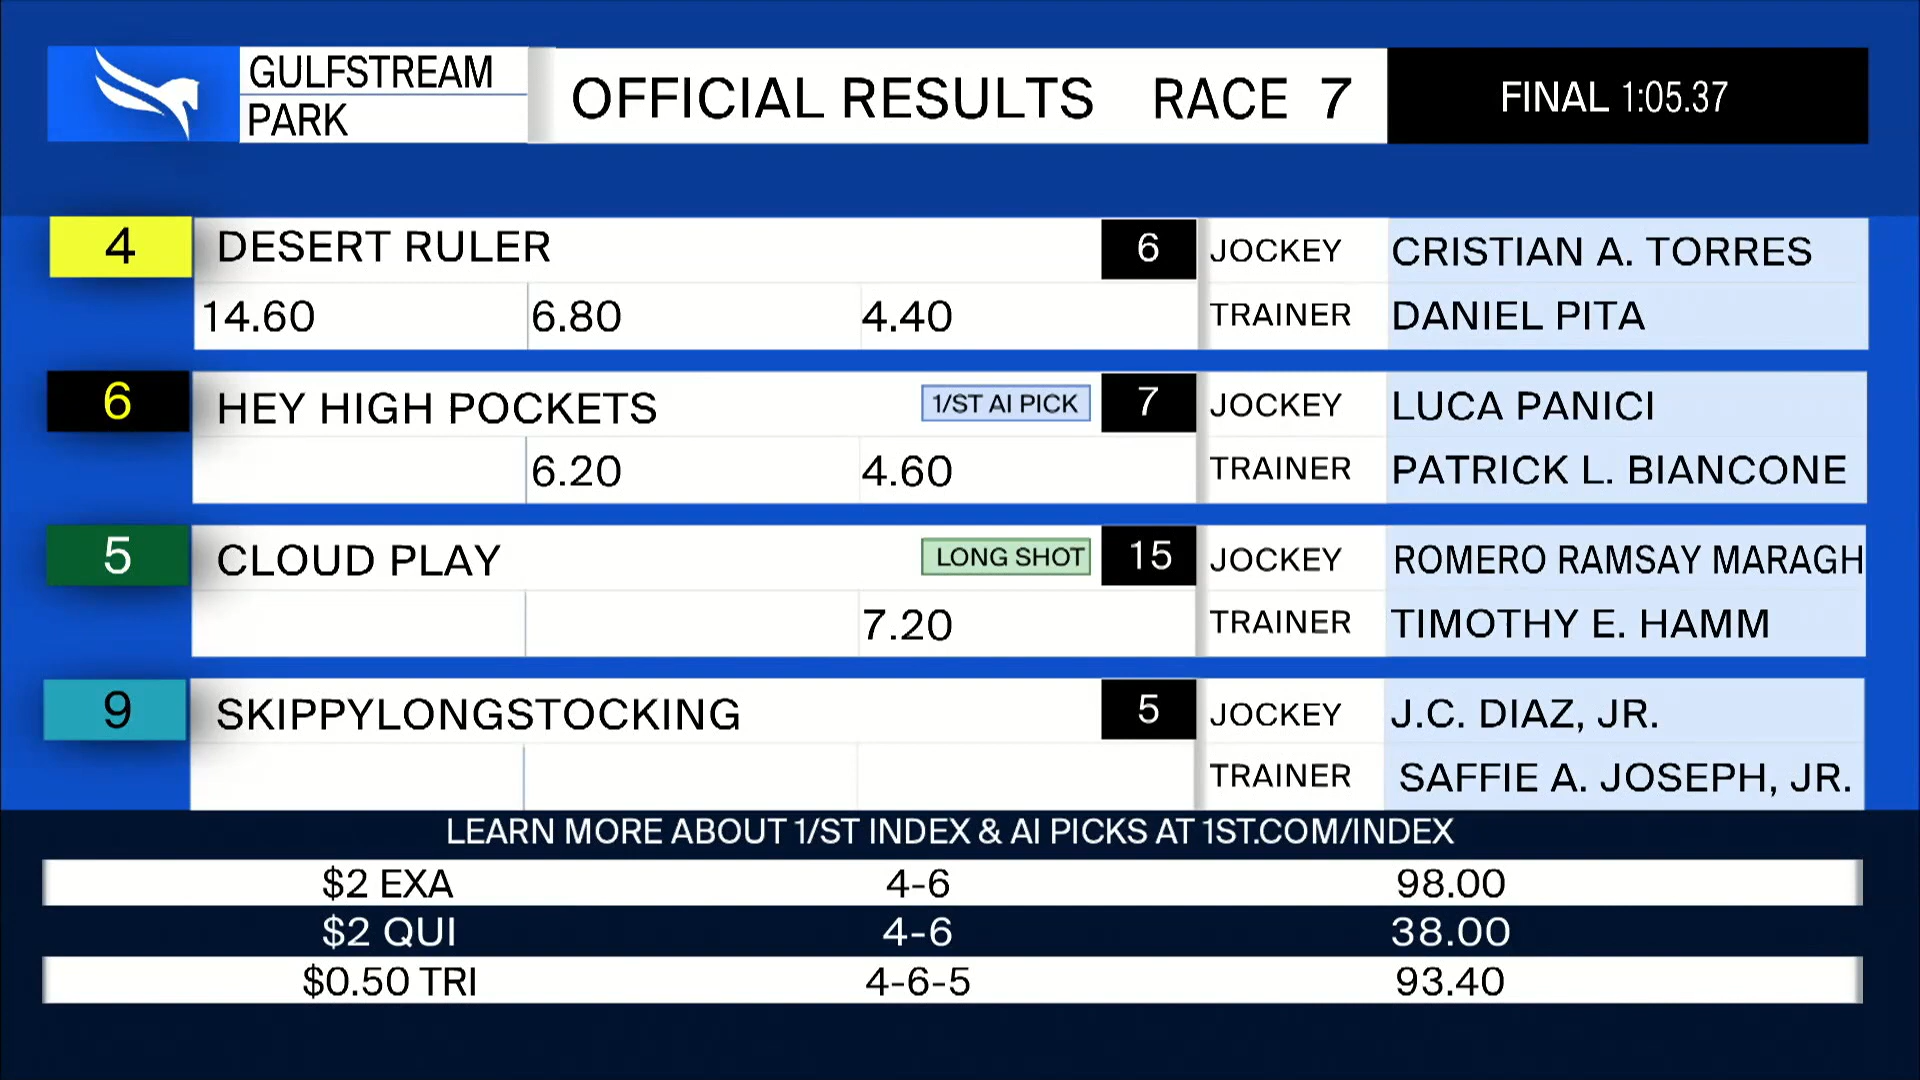 GULFSTREAM
PARK
OFFICIAL RESULTS RACE 7
FINAL 1:05.37
4 DESERT RULER 6 JOCKEY CRISTIAN A. TORRES
14.60 6.80 4.40 TRAINER DANIEL PITA
6 HEY HIGH POCKETS 1/ST AI PICK 7 JOCKEY LUCA PANICI
6.20 4.60 TRAINER PATRICK L. BIANCONE
5 CLOUD PLAY LONG SHOT 15 JOCKEY ROMERO RAMSAY MARAGH
7.20 TRAINER TIMOTHY E. HAMM
9 SKIPPYLONGSTOCKING 5 JOCKEY J.C. DIAZ, JR.
TRAINER SAFFIE A. JOSEPH, JR.
LEARN MORE ABOUT 1/ST INDEX & AI PICKS AT 1ST.COM/INDEX
$2 EXA 4-6 98.00
$2 QUI 4-6 38.00
$0.50 TRI 4-6-5 93.40